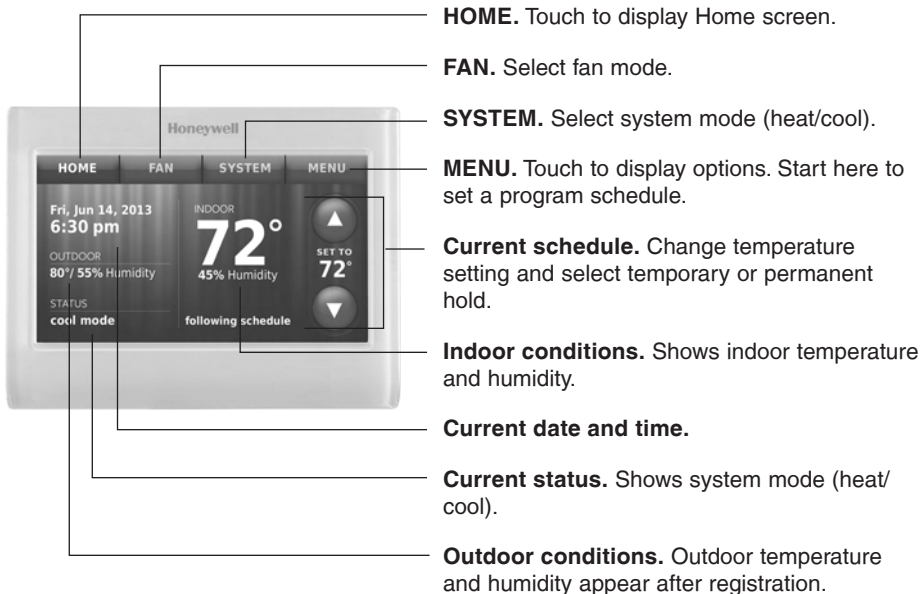 HOME. Touch to display Home screen.
FAN. Select fan mode.
SYSTEM. Select system mode (heat/cool).
MENU. Touch to display options. Start here to
set a program schedule.
Current schedule. Change temperature
setting and select temporary or permanent
hold.
Indoor conditions. Shows indoor temperature
and humidity.
Current date and time.
Current status. Shows system mode (heat/
cool).
Outdoor conditions. Outdoor temperature
and humidity appear after registration.
Honeywell
HOME FAN SYSTEM MENU
Fri, Jun 14, 2013
6:30 pm
OUTDOOR
80°/ 55% Humidity
STATUS
cool mode
INDOOR
72°
45% Humidity
following schedule
SET TO
72°